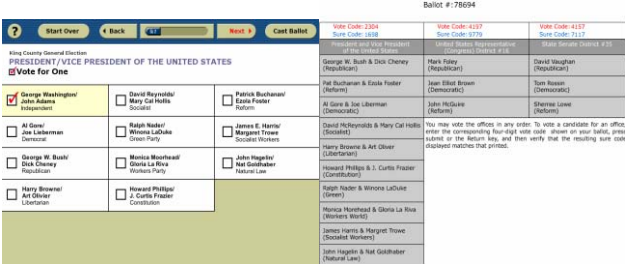 Ballot #:78694
?
Start Over
Back
Next
Cast Ballot
King County General Election
PRESIDENT/VICE PRESIDENT OF THE UNITED STATES
Vote for One
George Washington/
John Adams
Independent
David Reynolds/
Mary Cal Hollis
Socialist
Patrick Buchanan/
Ezola Foster
Reform
Al Gore/
Joe Lieberman
Democrat
Ralph Nader/
Winona LaDuke
Green Party
James E. Harris/
Margaret Trowe
Socialist Workers
George W. Bush/
Dick Cheney
Republican
Monica Moorhead/
Gloria La Riva
Workers Party
John Hagelin/
Nat Goldhaber
Natural Law
Harry Browne/
Art Olivier
Libertarian
Howard Phillips/
J. Curtis Frazier
Constitution
Vote Code: 2304
Sure Code: 1658
President and Vice President
of the United States
George W. Bush & Dick Cheney
(Republican)
Pat Buchanan & Ezola Foster
(Reform)
Al Gore & Joe Liberman
(Democratic)
David McReynolds & Mary Cal Hollis
(Socialist)
Harry Browne & Art Oliver
(Libertarian)
Howard Phillips & J. Curtis Frazier
(Constitution)
Ralph Nader & Winona LaDuke
(Green)
Monica Morehead & Gloria La Riva
(Workers World)
James Harris & Margret Trowe
(Socialist Workers)
John Hagelin & Nat Goldhaber
(Natural Law)
Vote Code: 4157
Sure Code: 9779
United States Representative
(Congress) District #16
Mark Foley
(Republican)
Jean Elliot Brown
(Democratic)
John McGuire
(Reform)
Vote Code: 4157
Sure Code: 7117
State Senate District #35
David Vaughan
(Republican)
Tom Rossin
(Democratic)
Sherree Lowe
(Reform)
You may vote the offices in any order. To vote a candidate for an office,
enter the corresponding four-digit vote code shown on your ballot, press
submit or the Return key, and then verify that the resulting sure code
displayed matches that printed.